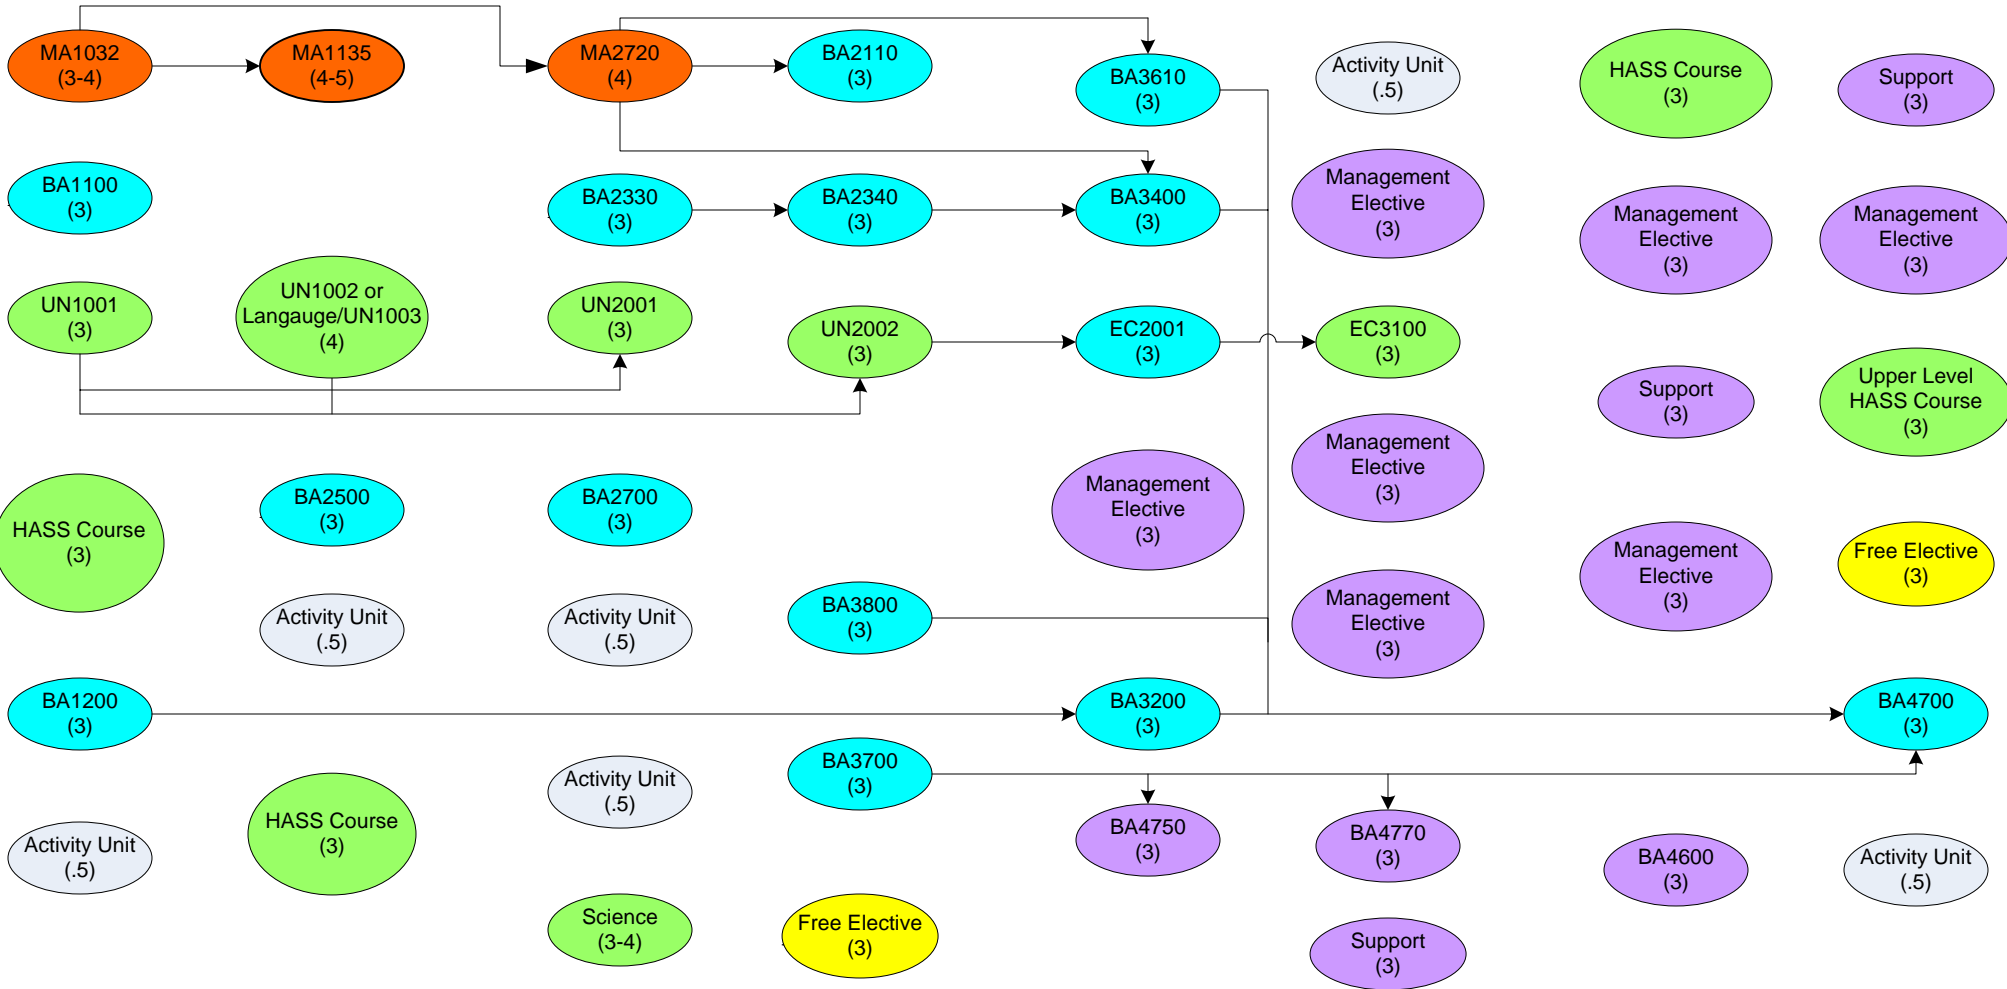 MA1032
(3-4)
MA1135
(4-5)
MA2720
(4)
BA2110
(3)
BA3610
(3)
Activity Unit
(.5)
HASS Course
(3)
Support
(3)
BA1100
(3)
BA2330
(3)
BA2340
(3)
BA3400
(3)
Management
Elective
(3)
Management
Elective
(3)
Management
Elective
(3)
UN1001
(3)
UN1002 or
Langauge/UN1003
(4)
UN2001
(3)
UN2002
(3)
EC2001
(3)
EC3100
(3)
Support
(3)
Upper Level
HASS Course
(3)
HASS Course
(3)
BA2500
(3)
BA2700
(3)
Management
Elective
(3)
Management
Elective
(3)
Management
Elective
(3)
Free Elective
(3)
Activity Unit
(.5)
Activity Unit
(.5)
BA3800
(3)
Management
Elective
(3)
BA1200
(3)
BA3200
(3)
BA4700
(3)
Activity Unit
(.5)
HASS Course
(3)
Activity Unit
(.5)
BA3700
(3)
BA4750
(3)
BA4770
(3)
BA4600
(3)
Activity Unit
(.5)
Science
(3-4)
Free Elective
(3)
Support
(3)